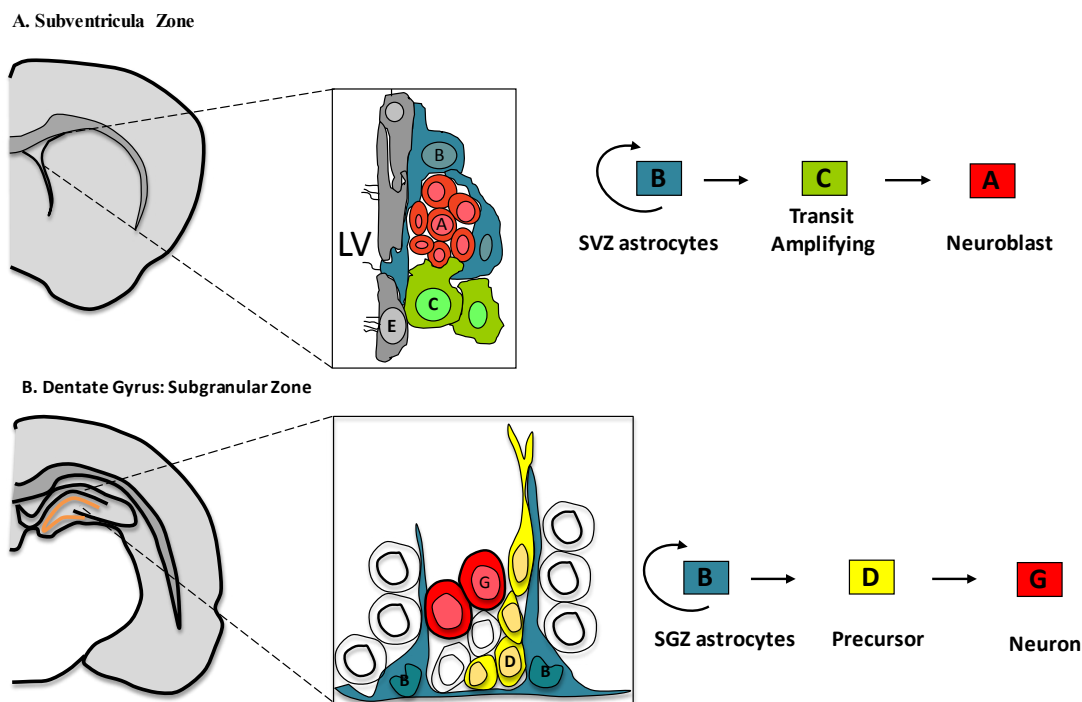 A. Subventricula Zone
B
A
LV
C
E
B
C
A
SVZ astrocytes
Transit
Amplifying
Neuroblast
B. Dentate Gyrus: Subgranular Zone
G
D
B
B
B
D
G
SGZ astrocytes
Precursor
Neuron